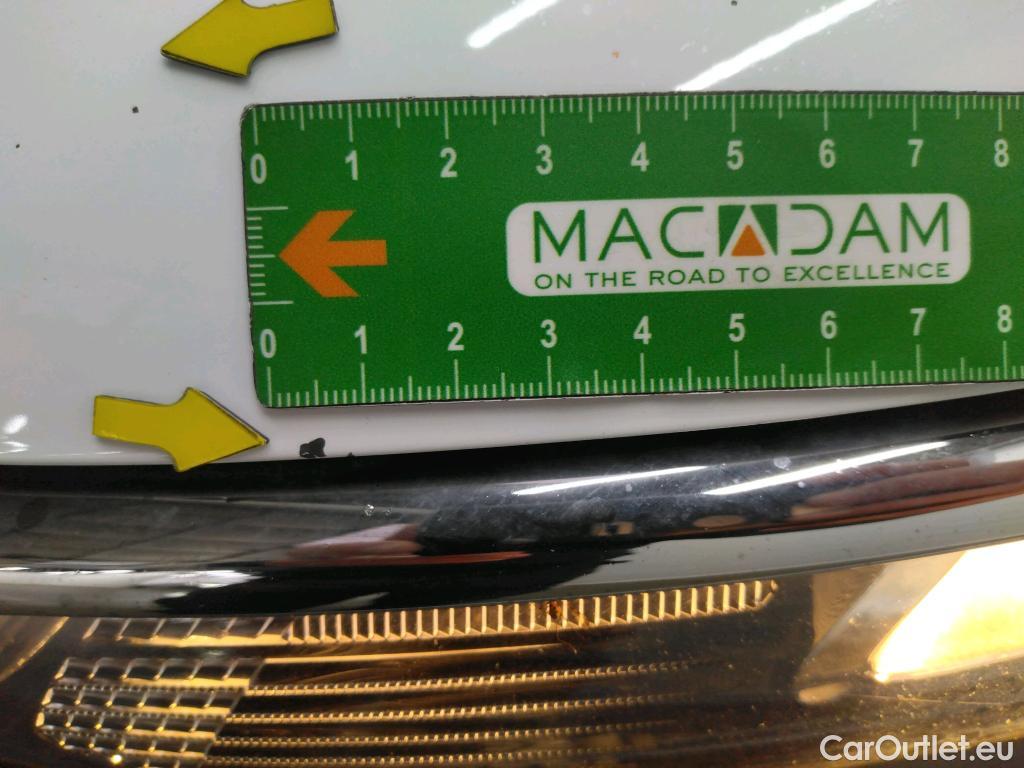 0 1 2 3 4 5 6 7 8
MACADAM
ON THE ROAD TO EXCELLENCE
0 1 2 3 4 5 6 7 8
CarOutlet.eu